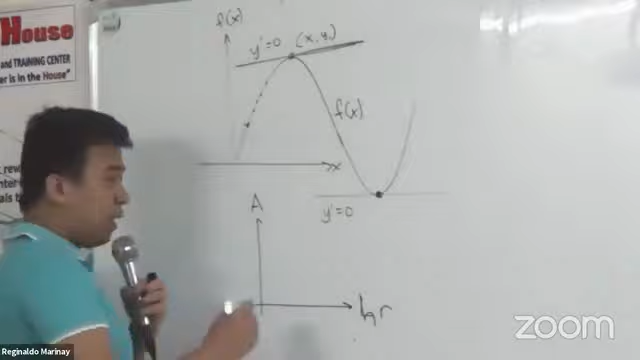 House
and TRAINING CENTER
er is in the House"
f(x)
y'=0 (x, y)
f(x)
x
y'=0
A
h,r
zoom
Reginaldo Marinay